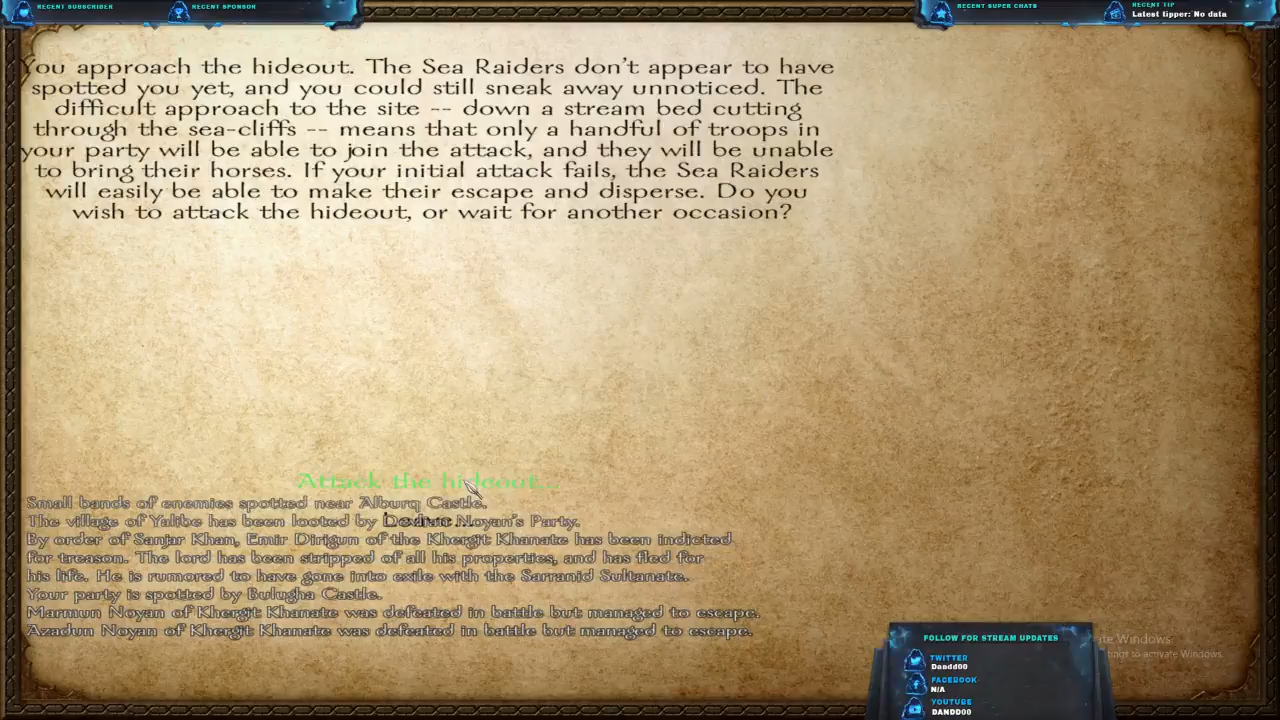 RECENT SUBSCRIBER
RECENT SPONSOR
RECENT SUPER CHATS
RECENT TIP
Latest tipper: No data
You approach the hideout. The Sea Raiders don't appear to have
spotted you yet, and you could still sneak away unnoticed. The
difficult approach to the site -- down a stream bed cutting
through the sea-cliffs -- means that only a handful of troops in
your party will be able to join the attack, and they will be unable
to bring their horses. If your initial attack fails, the Sea Raiders
will easily be able to make their escape and disperse. Do you
wish to attack the hideout, or wait for another occasion?
Attack the hideout...
Small bands of enemies spotted near Alburq Castle.
The village of Yalibe has been looted by Noyan's Party.
By order of Sanjar Khan, Emir Dirigun of the Khergit Khanate has been indicted
for treason. The lord has been stripped of all his properties, and has fled for
his life. He is rumored to have gone into exile with the Sarranid Sultanate.
Your party is spotted by Bulugha Castle.
Marmun Noyan of Khergit Khanate was defeated in battle but managed to escape.
Azadun Noyan of Khergit Khanate was defeated in battle but managed to escape.
FOLLOW FOR STREAM UPDATES
TWITTER
Dandd00
FACEBOOK
N/A
YOUTUBE
DANDD00
Windows
to activate Windows.